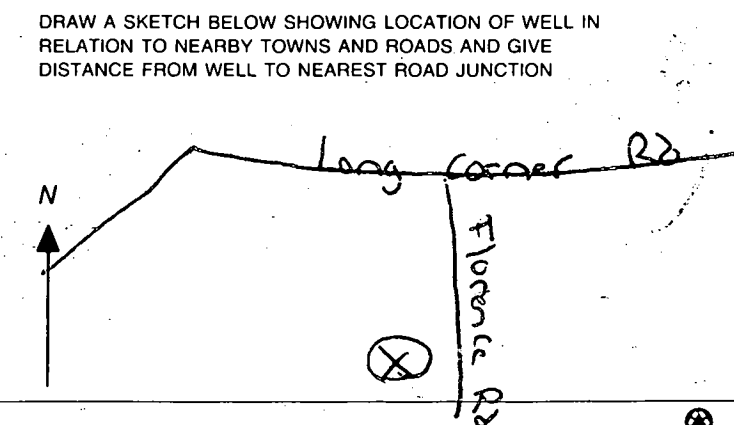 DRAW A SKETCH BELOW SHOWING LOCATION OF WELL IN
RELATION TO NEARBY TOWNS AND ROADS AND GIVE
DISTANCE FROM WELL TO NEAREST ROAD JUNCTION
Long Corner Rd
N
Florence Rd
X